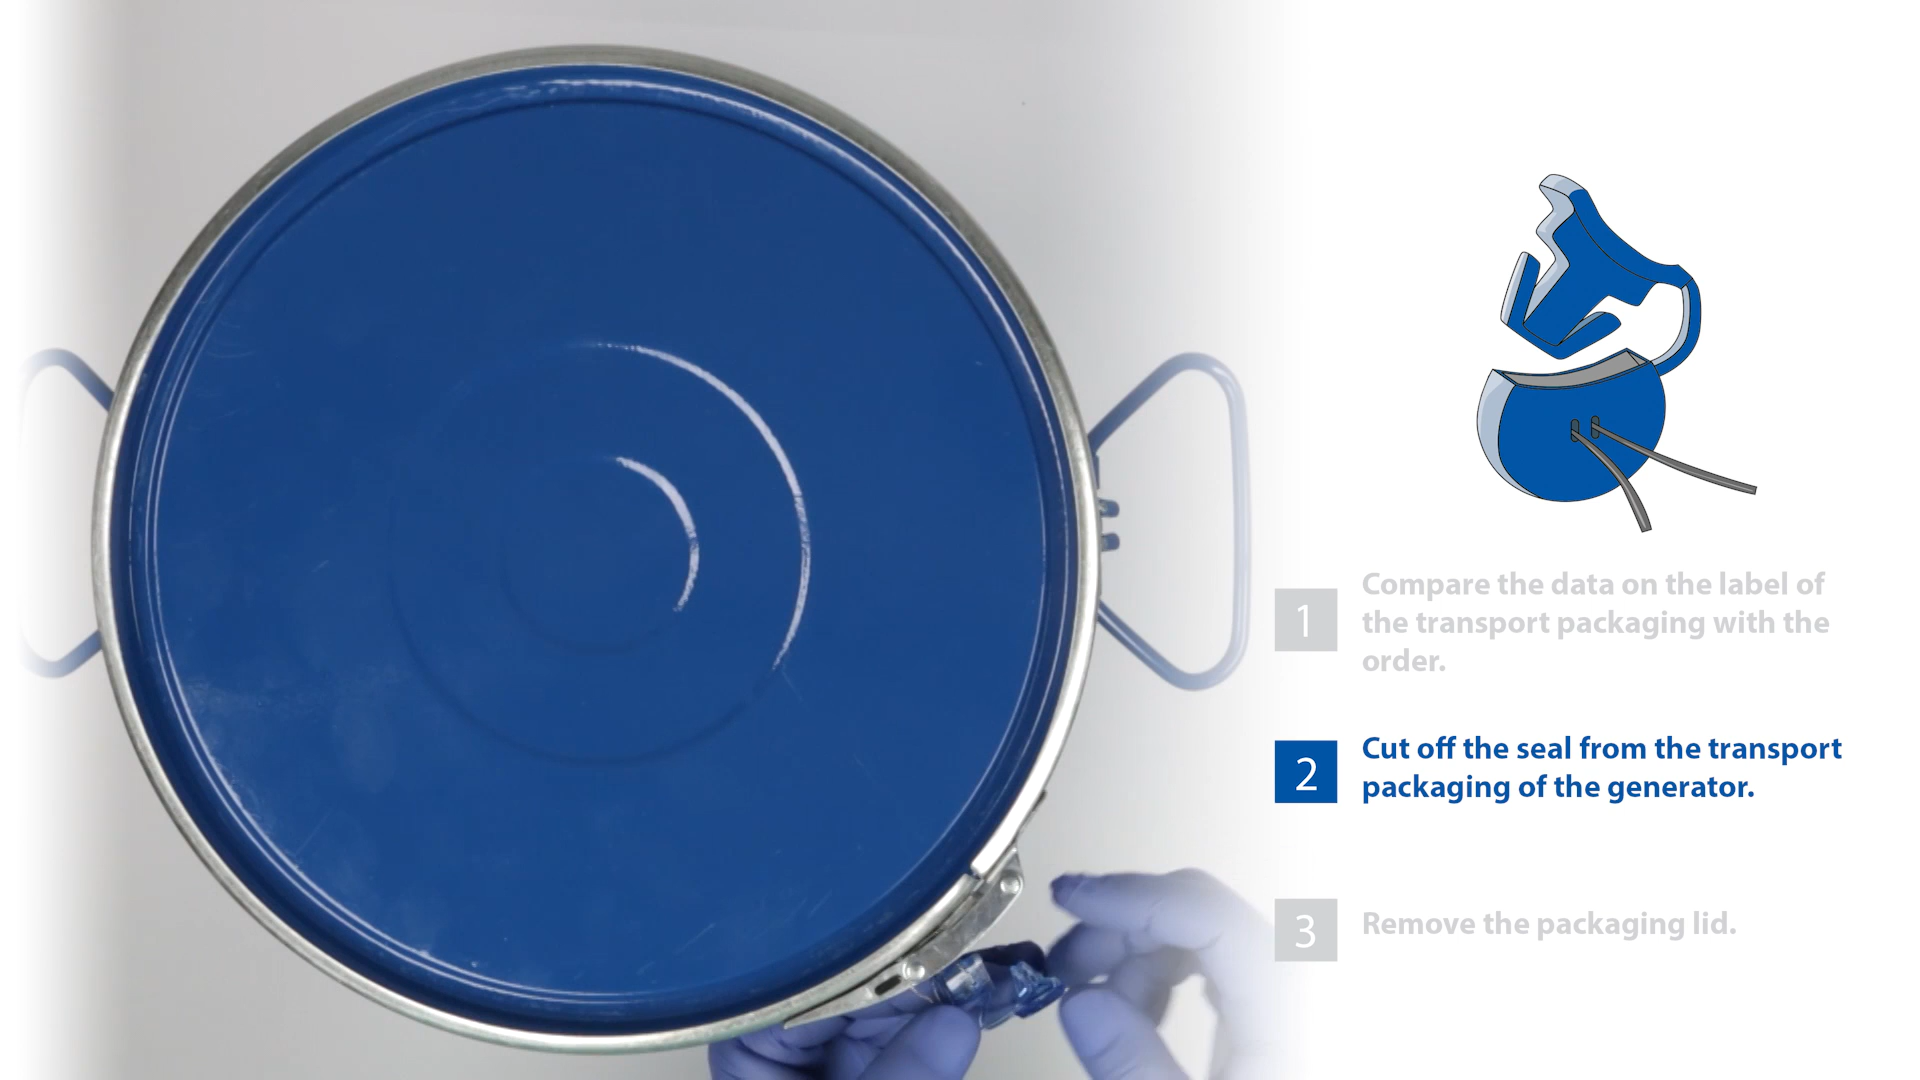 1
Compare the data on the label of
the transport packaging with the
order.
2
Cut off the seal from the transport
packaging of the generator.
3
Remove the packaging lid.